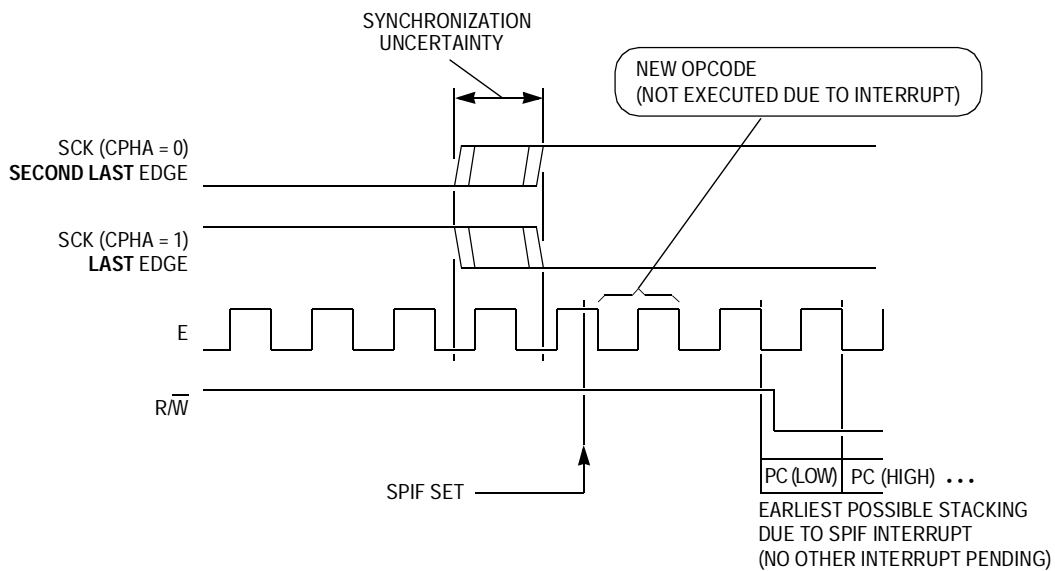 SYNCHRONIZATION
UNCERTAINTY
NEW OPCODE
(NOT EXECUTED DUE TO INTERRUPT)
SCK (CPHA = 0)
SECOND LAST EDGE
SCK (CPHA = 1)
LAST EDGE
E
R/W̅
SPIF SET
PC (LOW) PC (HIGH) • • •
EARLIEST POSSIBLE STACKING
DUE TO SPIF INTERRUPT
(NO OTHER INTERRUPT PENDING)